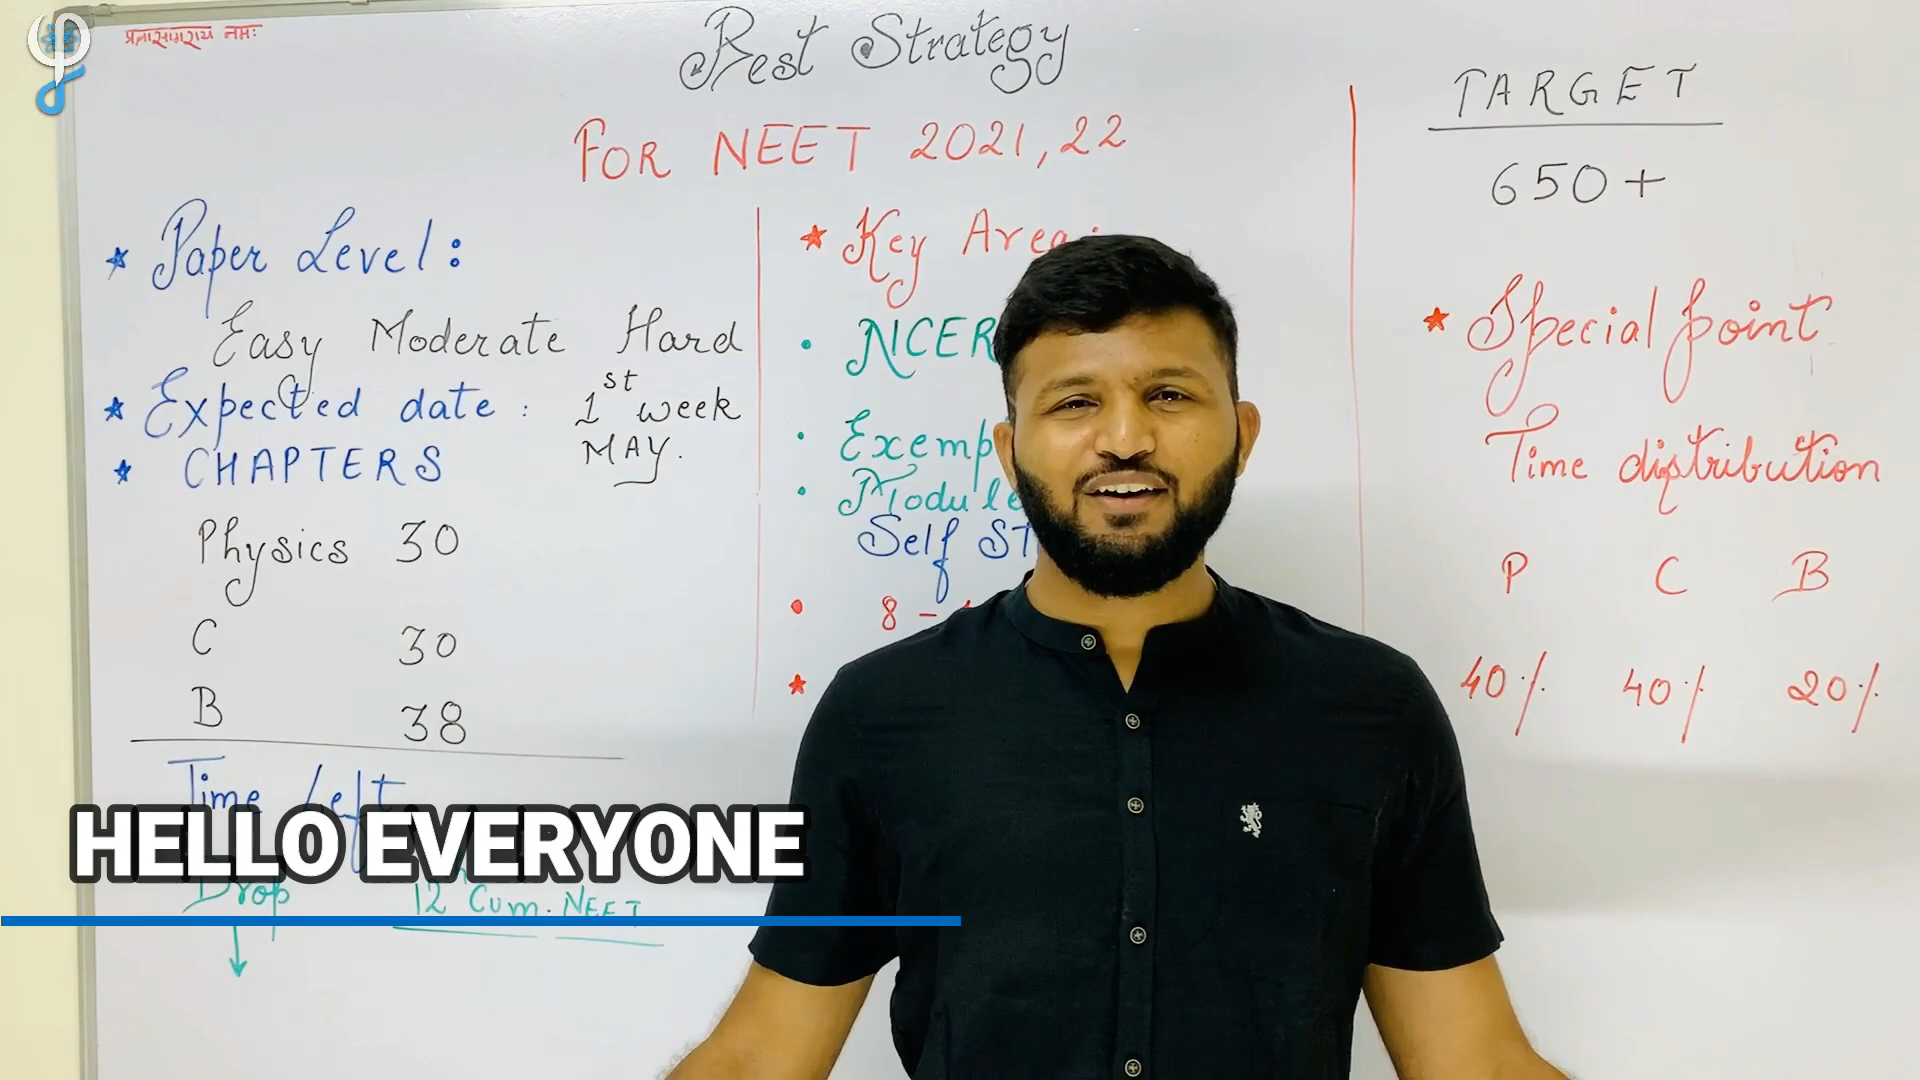 Best Strategy
FOR NEET 2021,22
TARGET
650+
* Paper Level:
Easy Moderate Hard
* Expected date: 1st week
MAY.
* CHAPTERS
Physics 30
C 30
B 38
Time Left
Drop
12 Cum. NEET
* Key Area
• NCER
• Exemp
• Module
Self ST
• 8 -
*
* Special point
Time distribution
P C B
40% 40% 20%
HELLO EVERYONE